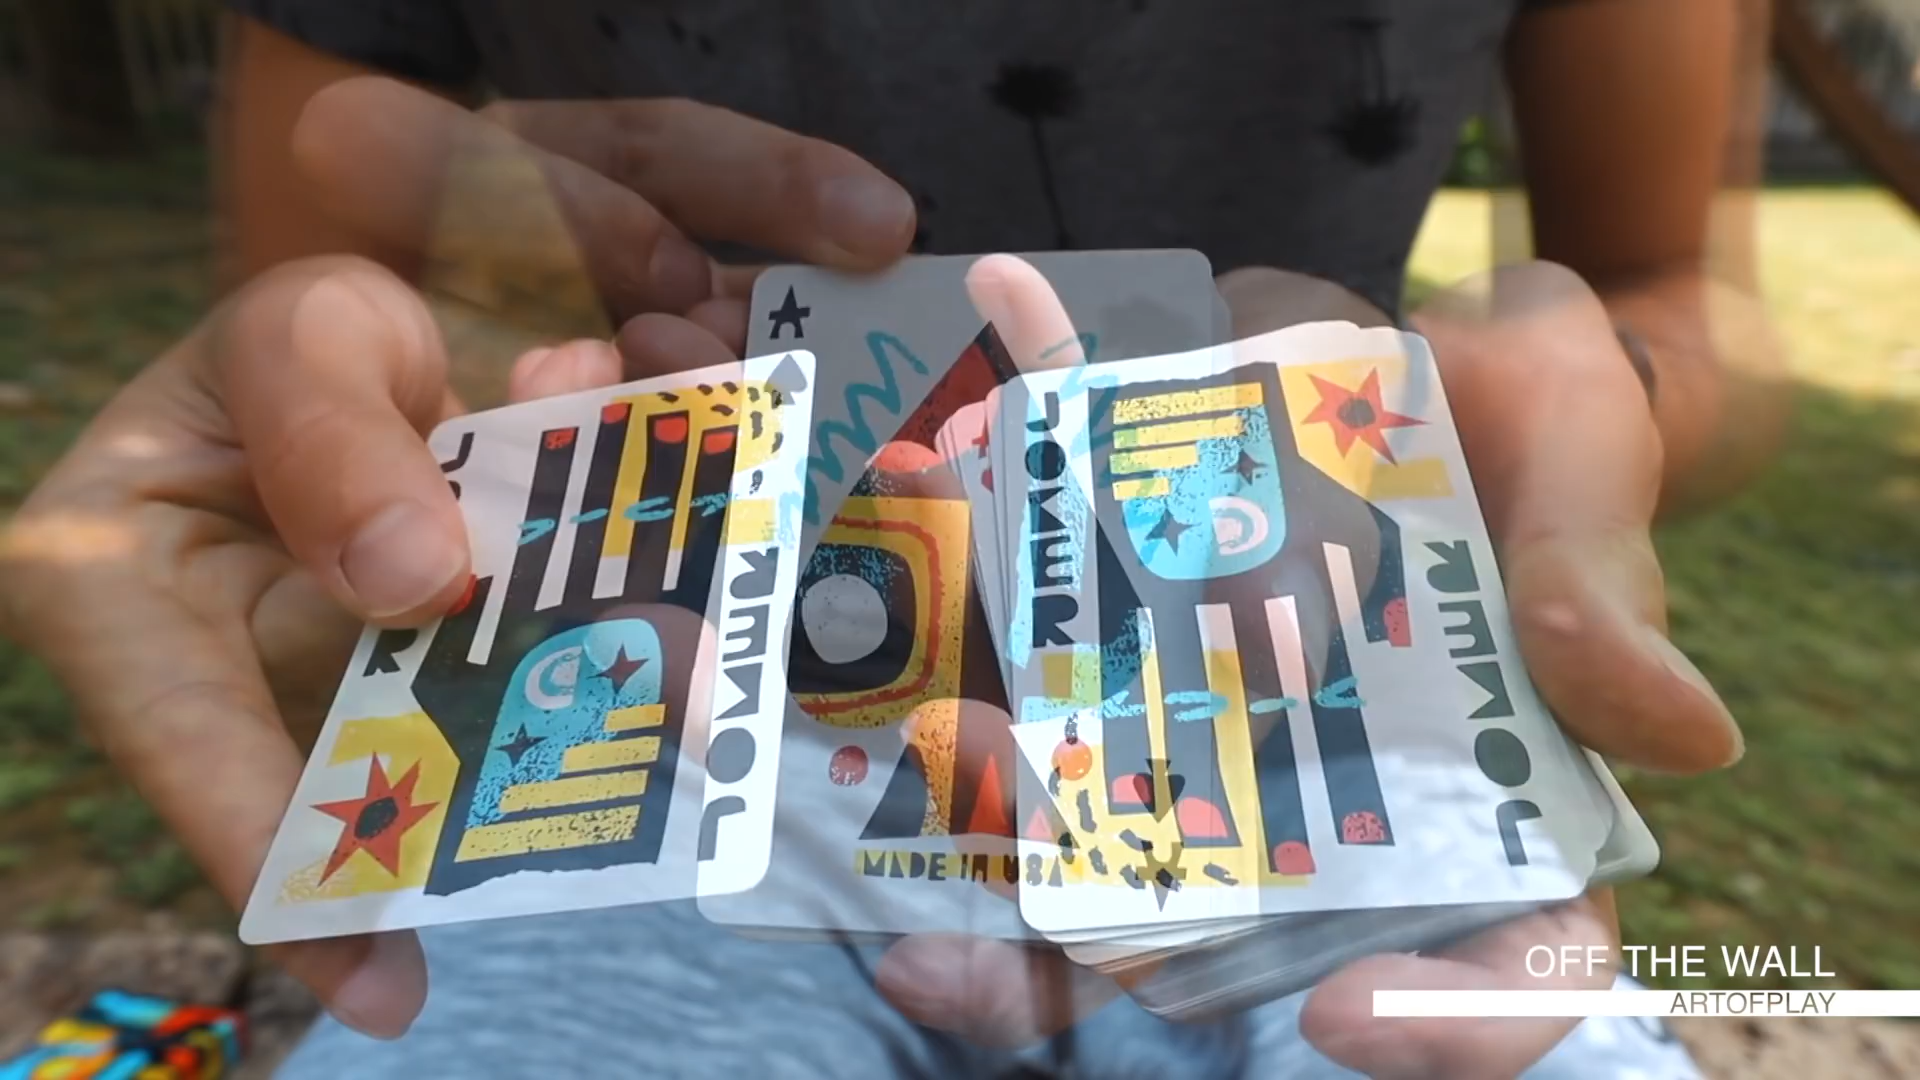 A
JOKER
JOKER
JOKER
MADE IN USA
OFF THE WALL
ARTOFPLAY